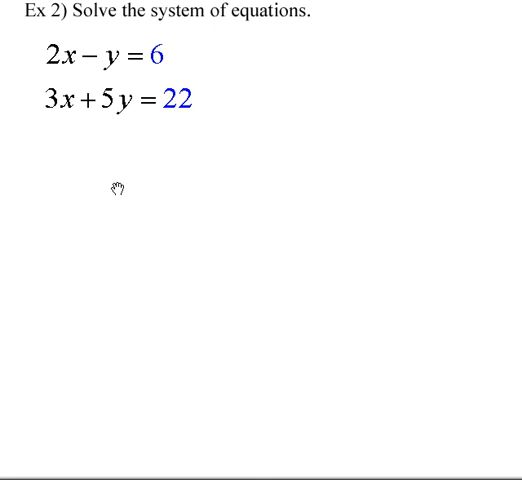 Ex 2) Solve the system of equations.
2x − y = 6
3x + 5y = 22